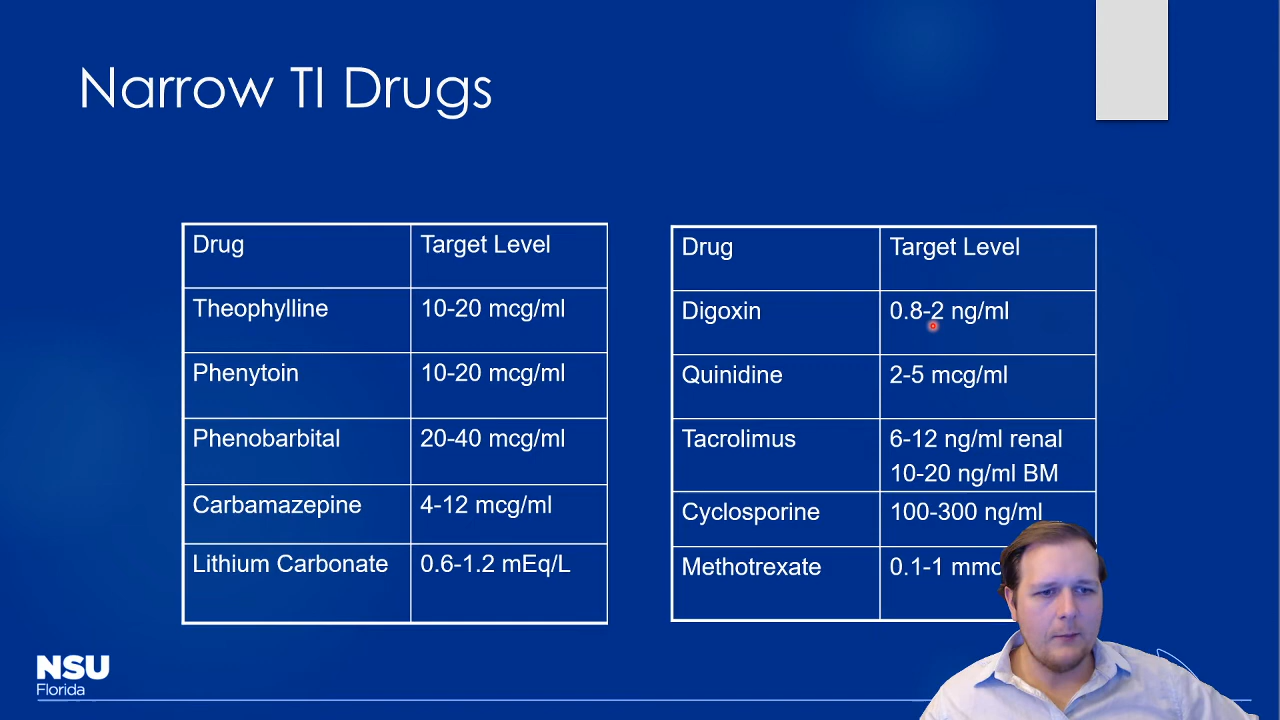 Narrow TI Drugs
Drug Target Level
Theophylline 10-20 mcg/ml
Phenytoin 10-20 mcg/ml
Phenobarbital 20-40 mcg/ml
Carbamazepine 4-12 mcg/ml
Lithium Carbonate 0.6-1.2 mEq/L
Drug Target Level
Digoxin 0.8-2 ng/ml
Quinidine 2-5 mcg/ml
Tacrolimus 6-12 ng/ml renal
10-20 ng/ml BM
Cyclosporine 100-300 ng/ml
Methotrexate 0.1-1
NSU
Florida